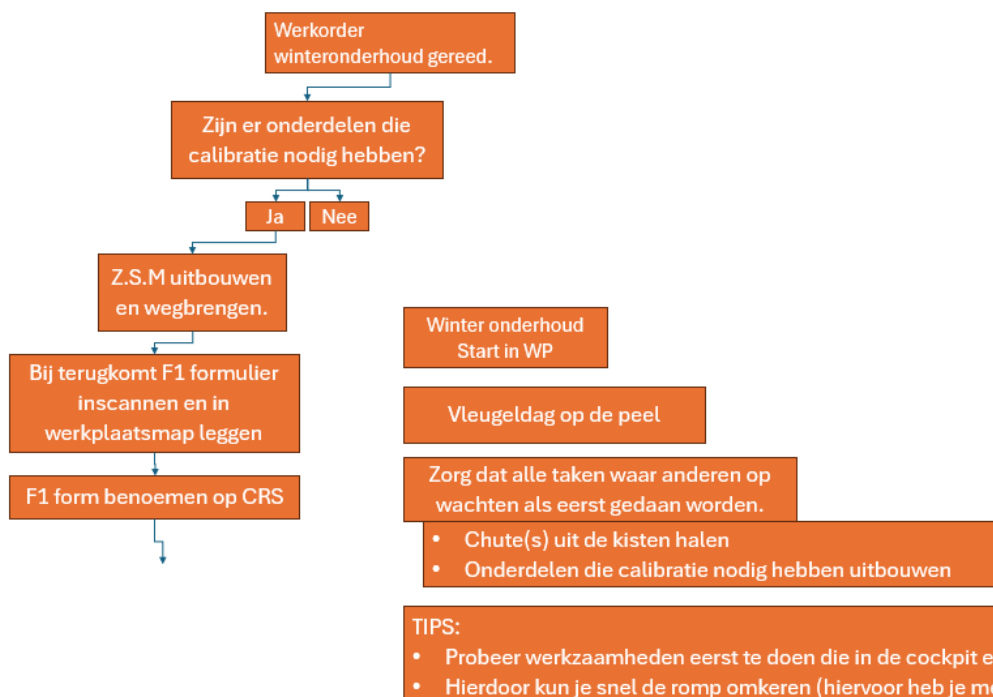 Werkorder
winteronderhoud gereed.
Zijn er onderdelen die
calibratie nodig hebben?
Ja
Nee
Z.S.M uitbouwen
en wegbrengen.
Bij terugkomt F1 formulier
inscannen en in
werkplaatsmap leggen
F1 form benoemen op CRS
Winter onderhoud
Start in WP
Vleugeldag op de peel
Zorg dat alle taken waar anderen op
wachten als eerst gedaan worden.
• Chute(s) uit de kisten halen
• Onderdelen die calibratie nodig hebben uitbouwen
TIPS:
• Probeer werkzaamheden eerst te doen die in de cockpit e
• Hierdoor kun je snel de romp omkeren (hiervoor heb je me